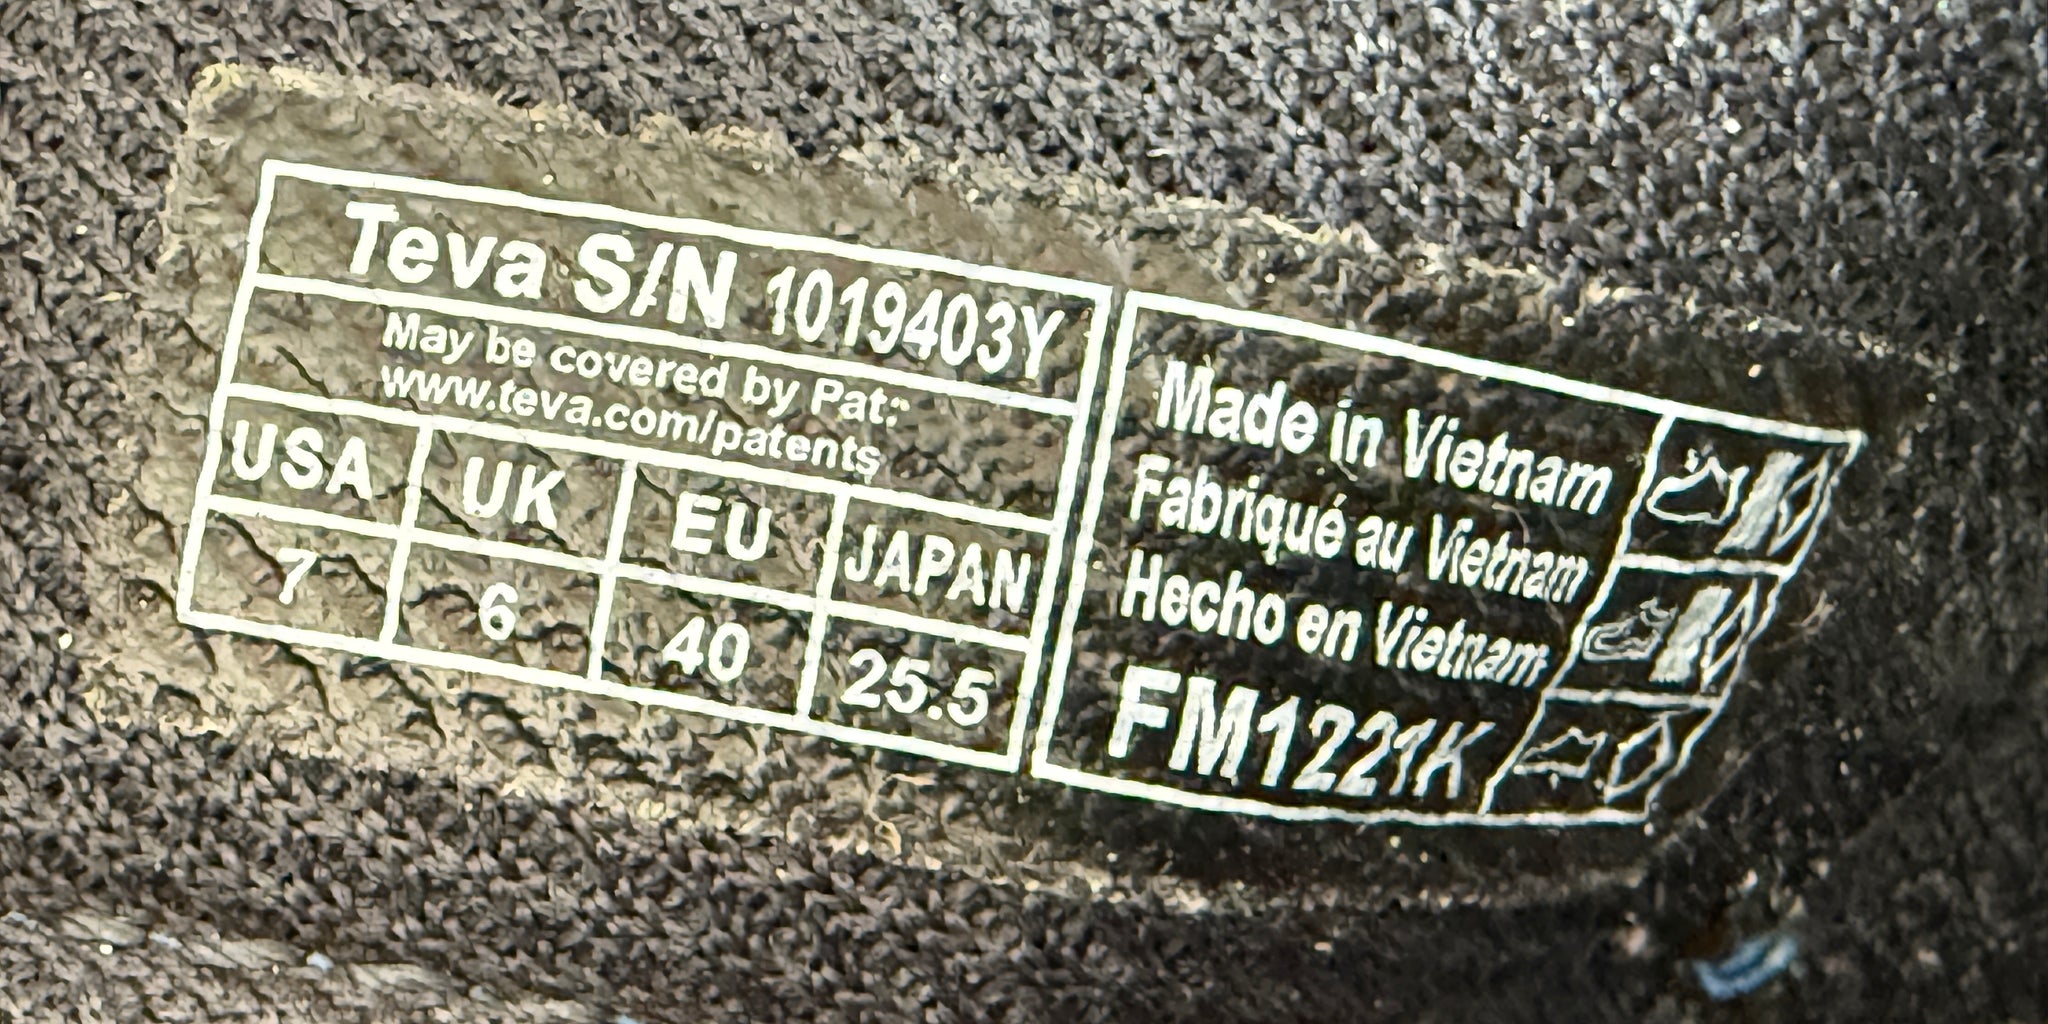 Teva S/N 1019403Y
May be covered by Pat.:
www.teva.com/patents
USA UK EU JAPAN
7 6 40 25.5
Made in Vietnam
Fabriqué au Vietnam
Hecho en Vietnam
FM1221K